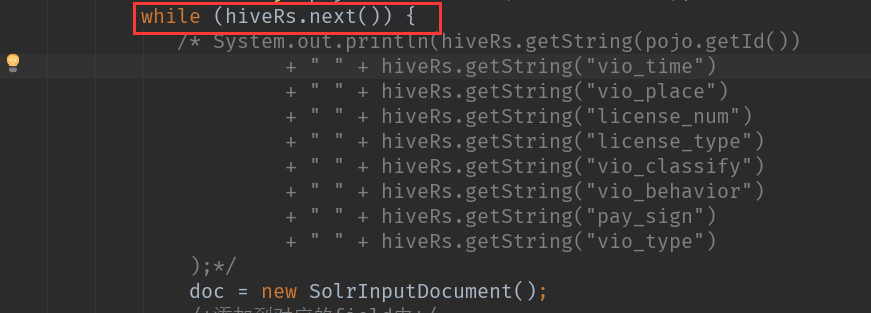 while (hiveRs.next()) {
/* System.out.println(hiveRs.getString(pojo.getId())
+ " " + hiveRs.getString("vio_time")
+ " " + hiveRs.getString("vio_place")
+ " " + hiveRs.getString("license_num")
+ " " + hiveRs.getString("license_type")
+ " " + hiveRs.getString("vio_classify")
+ " " + hiveRs.getString("vio_behavior")
+ " " + hiveRs.getString("pay_sign")
+ " " + hiveRs.getString("vio_type")
);*/
doc = new SolrInputDocument();